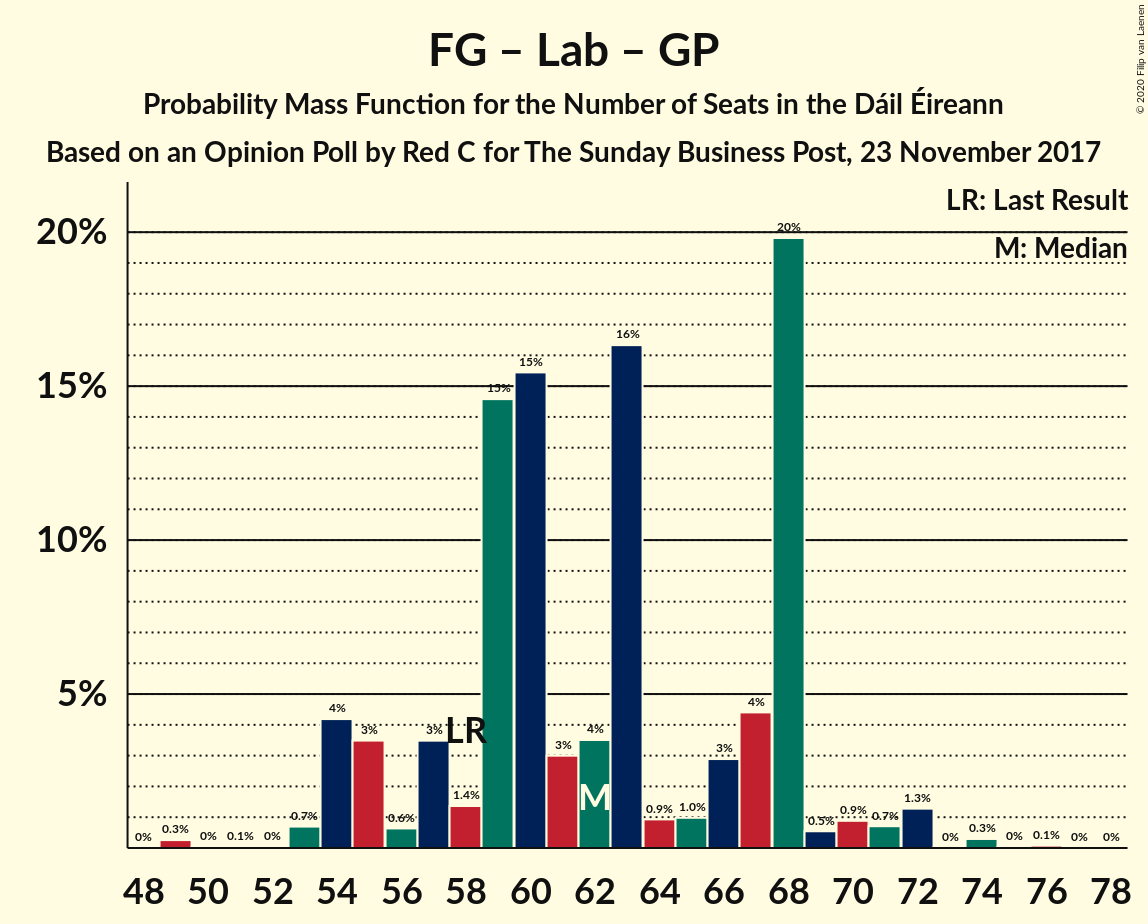 FG – Lab – GP
Probability Mass Function for the Number of Seats in the Dáil Éireann
Based on an Opinion Poll by Red C for The Sunday Business Post, 23 November 2017
© 2020 Filip van Laenen
LR: Last Result
M: Median
20%
15%
10%
5%
0% 0.3% 0% 0.1% 0% 0.7% 4% 3% 0.6% 3% 1.4% 15% 15% 3% 4% 16% 0.9% 1.0% 3% 4% 20% 0.5% 0.9% 0.7% 1.3% 0% 0.3% 0% 0.1% 0% 0%
LR
M
48 50 52 54 56 58 60 62 64 66 68 70 72 74 76 78